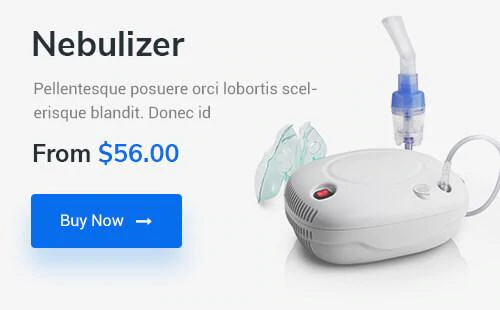 Nebulizer
Pellentesque posuere orci lobortis scel-
erisque blandit. Donec id
From $56.00
Buy Now →